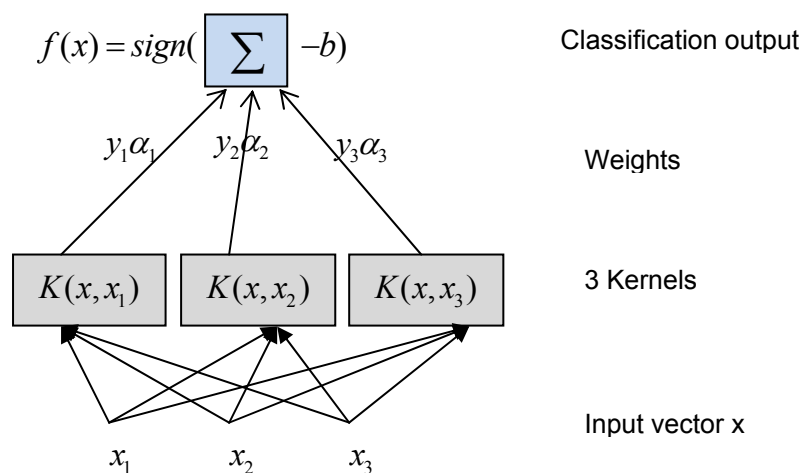 f(x) = sign( ∑ −b) Classification output
y₁α₁ y₂α₂ y₃α₃ Weights
K(x, x₁) K(x, x₂) K(x, x₃) 3 Kernels
x₁ x₂ x₃ Input vector x